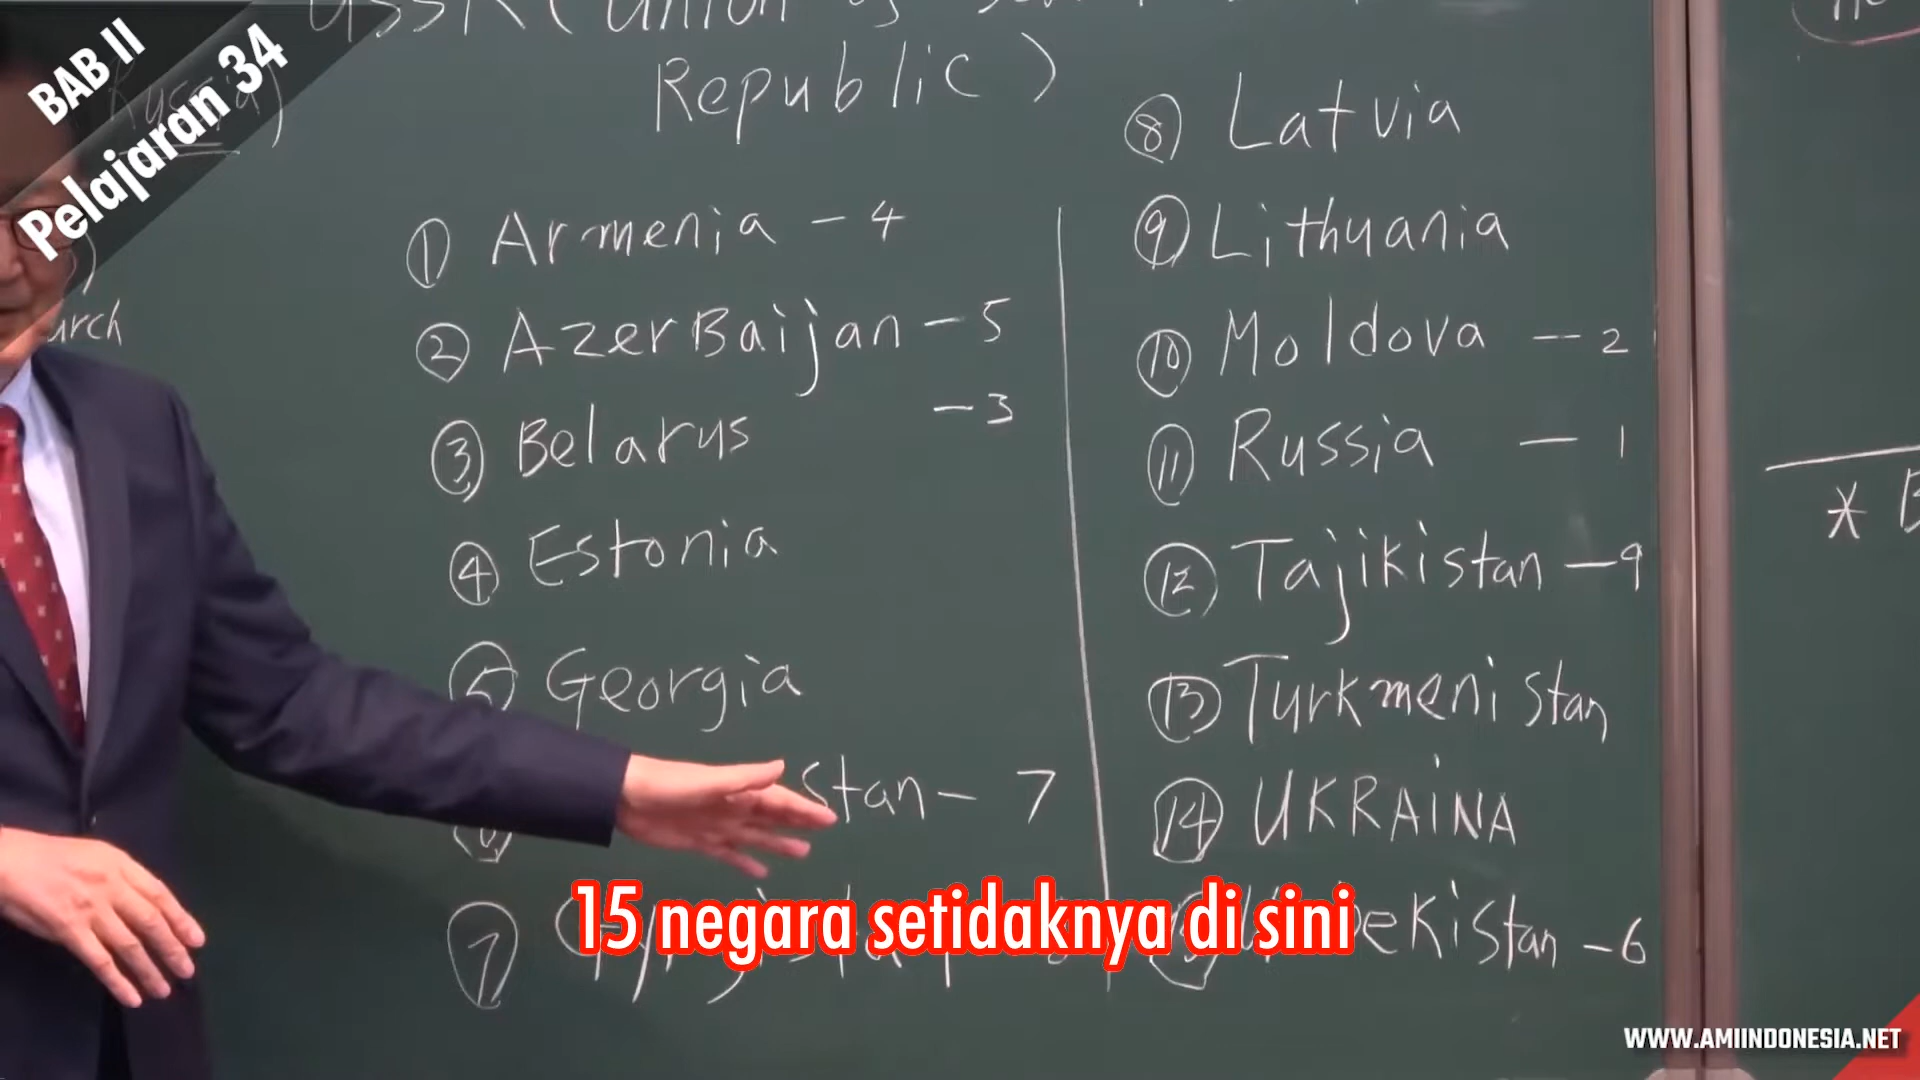 BAB II
Pelajaran 34
Republic)
① Armenia - 4
② AzerBaijan - 5
③ Belarus - 3
④ Estonia
⑤ Georgia
stan - 7
⑦
⑧ Latvia
⑨ Lithuania
⑩ Moldova - 2
⑪ Russia - 1
⑫ Tajikistan - 9
⑬ Turkmenistan
⑭ UKRAiNA
ekistan - 6
urch
15 negara setidaknya di sini
WWW.AMIINDONESIA.NET